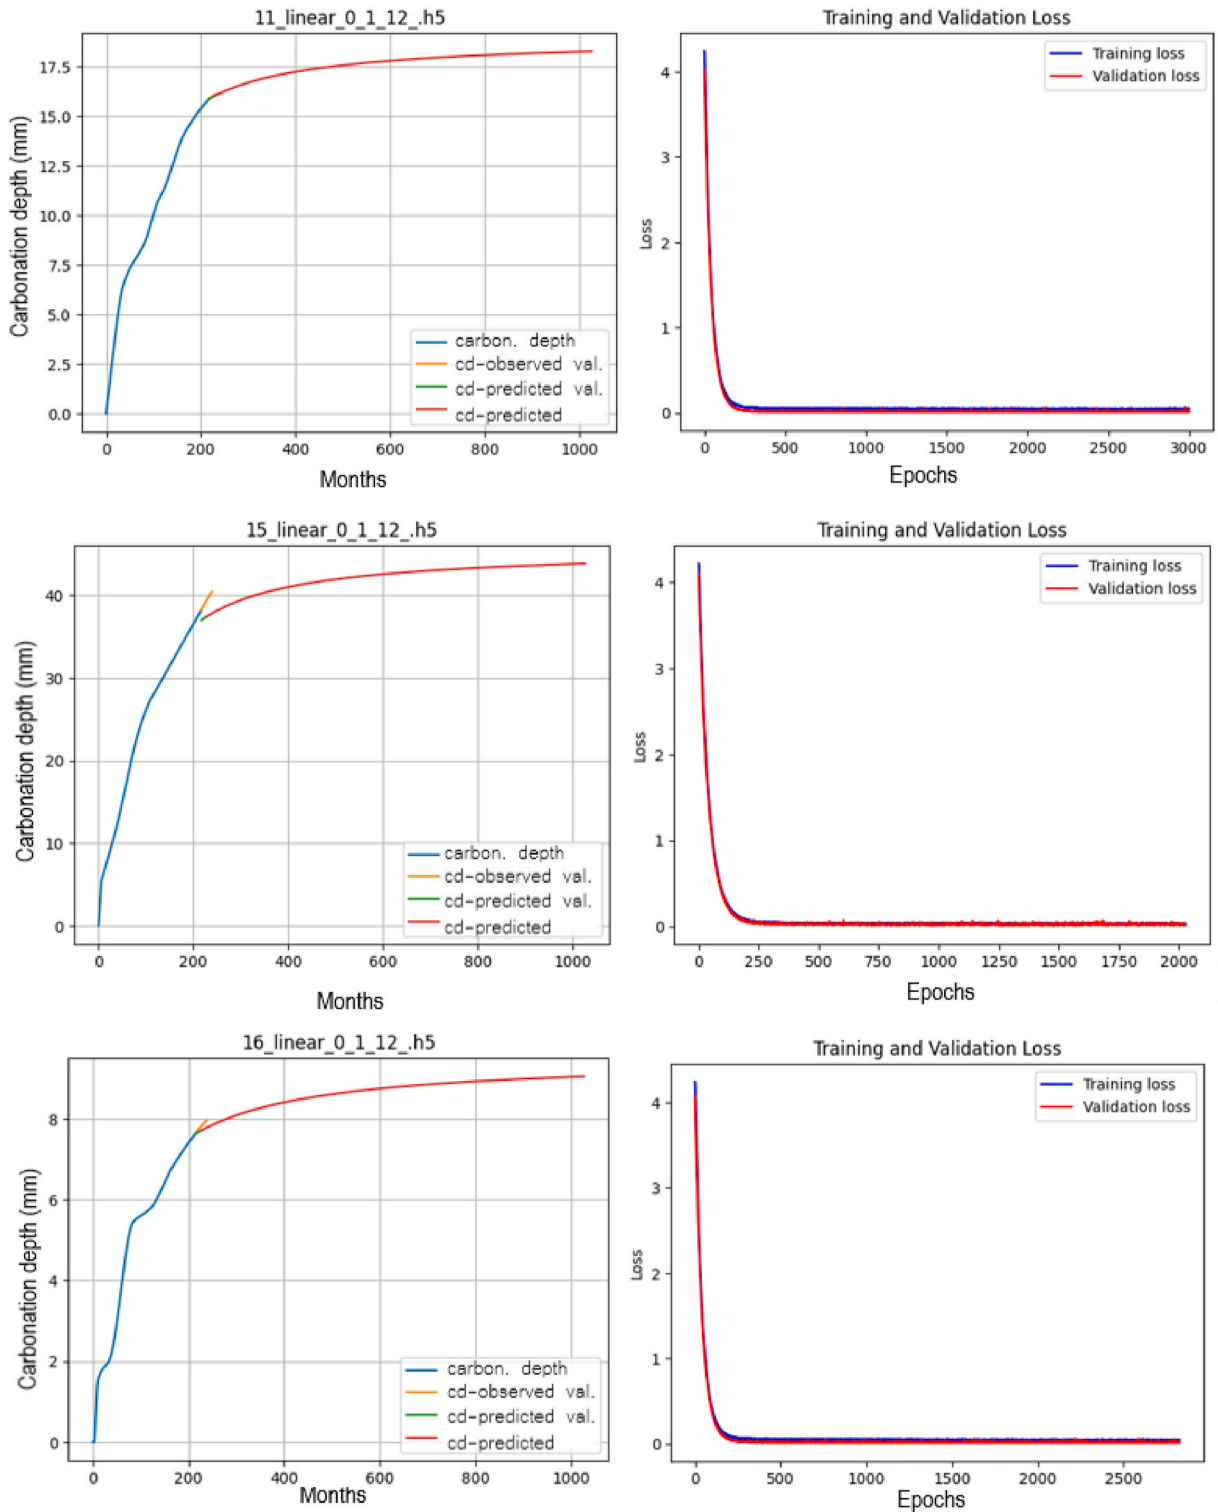 11_linear_0_1_12_.h5
Carbonation depth (mm)
17.5
15.0
12.5
10.0
7.5
5.0
2.5
0.0
carbon. depth
cd-observed val.
cd-predicted val.
cd-predicted
0 200 400 600 800 1000
Months
Training and Validation Loss
Loss
4
3
2
1
0
Training loss
Validation loss
0 500 1000 1500 2000 2500 3000
Epochs
15_linear_0_1_12_.h5
Carbonation depth (mm)
40
30
20
10
0
carbon. depth
cd-observed val.
cd-predicted val.
cd-predicted
0 200 400 600 800 1000
Months
Training and Validation Loss
Loss
4
3
2
1
0
Training loss
Validation loss
0 250 500 750 1000 1250 1500 1750 2000
Epochs
16_linear_0_1_12_.h5
Carbonation depth (mm)
8
6
4
2
0
carbon. depth
cd-observed val.
cd-predicted val.
cd-predicted
0 200 400 600 800 1000
Months
Training and Validation Loss
Loss
4
3
2
1
0
Training loss
Validation loss
0 500 1000 1500 2000 2500
Epochs